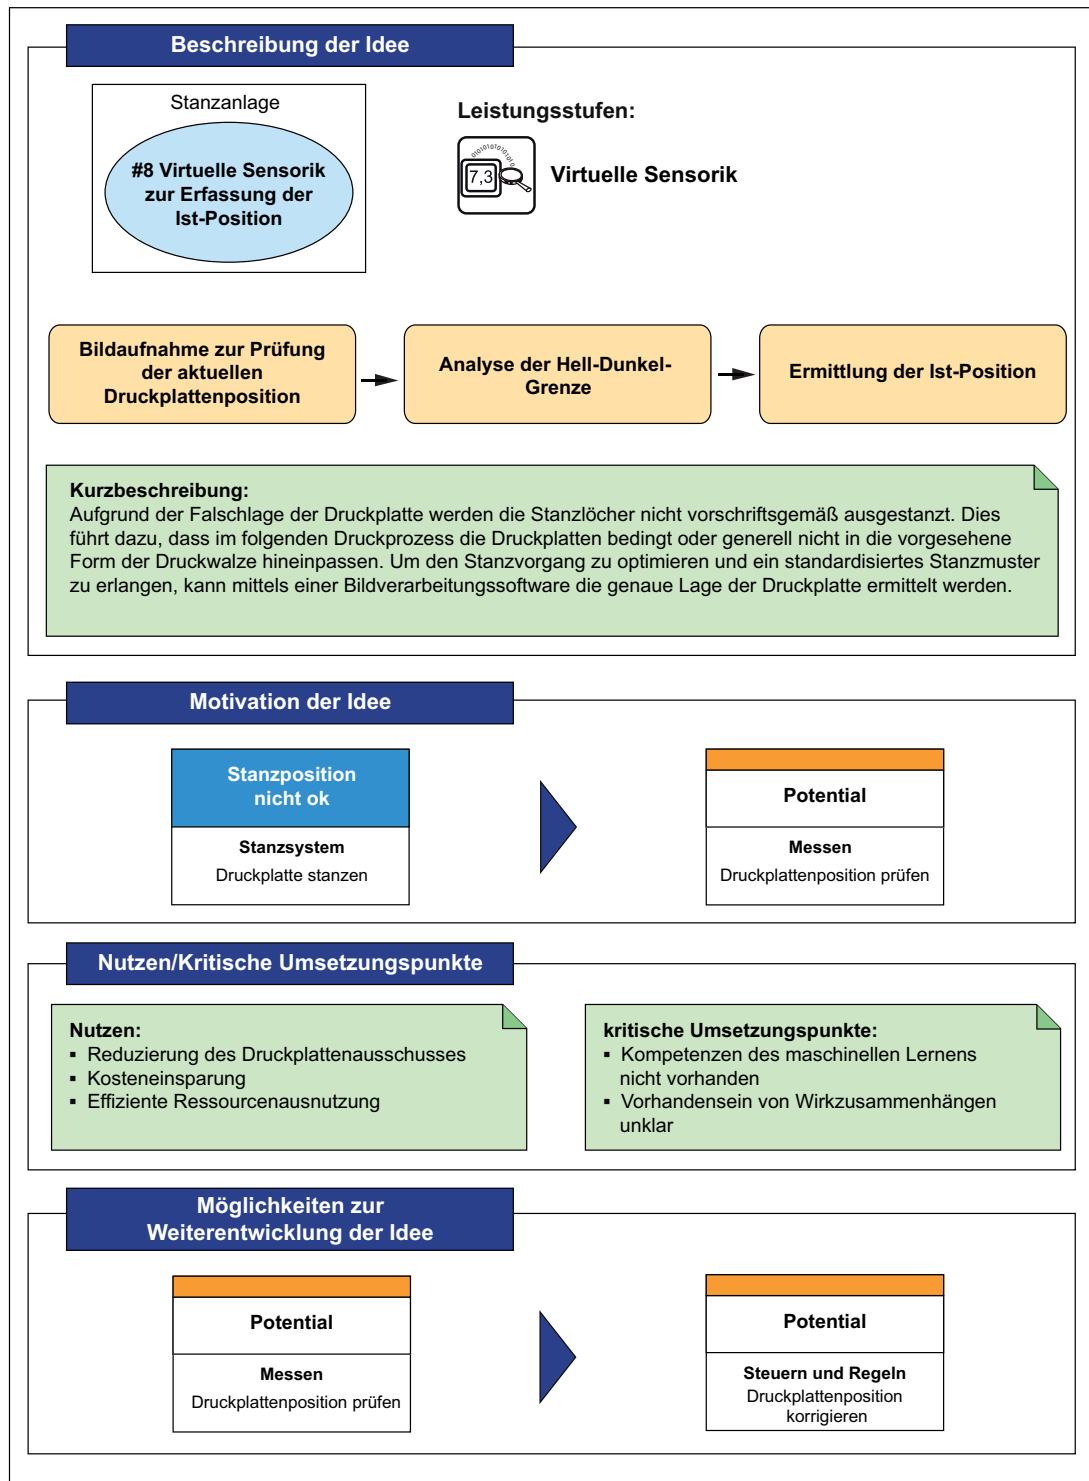 Beschreibung der Idee
Stanzanlage
#8 Virtuelle Sensorik
zur Erfassung der
Ist-Position
Leistungsstufen:
010101010101010
7,3
Virtuelle Sensorik
Bildaufnahme zur Prüfung
der aktuellen
Druckplattenposition
Analyse der Hell-Dunkel-
Grenze
Ermittlung der Ist-Position
Kurzbeschreibung:
Aufgrund der Falschlage der Druckplatte werden die Stanzlöcher nicht vorschriftsgemäß ausgestanzt. Dies
führt dazu, dass im folgenden Druckprozess die Druckplatten bedingt oder generell nicht in die vorgesehene
Form der Druckwalze hineinpassen. Um den Stanzvorgang zu optimieren und ein standardisiertes Stanzmuster
zu erlangen, kann mittels einer Bildverarbeitungssoftware die genaue Lage der Druckplatte ermittelt werden.
Motivation der Idee
Stanzposition
nicht ok
Stanzsystem
Druckplatte stanzen
Potential
Messen
Druckplattenposition prüfen
Nutzen/Kritische Umsetzungspunkte
Nutzen:
▪ Reduzierung des Druckplattenausschusses
▪ Kosteneinsparung
▪ Effiziente Ressourcenausnutzung
kritische Umsetzungspunkte:
▪ Kompetenzen des maschinellen Lernens
nicht vorhanden
▪ Vorhandensein von Wirkzusammenhängen
unklar
Möglichkeiten zur
Weiterentwicklung der Idee
Potential
Messen
Druckplattenposition prüfen
Potential
Steuern und Regeln
Druckplattenposition
korrigieren